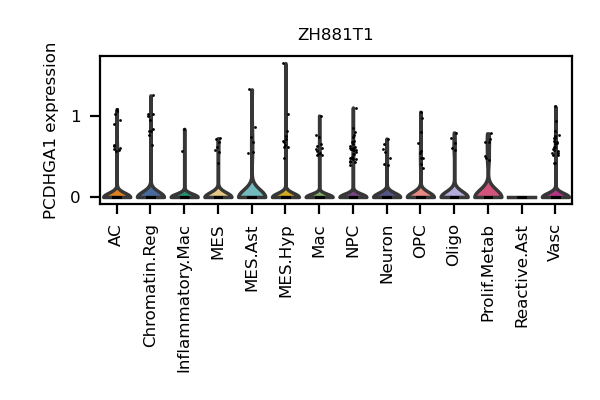 ZH881T1
PCDHGA1 expression
1
0
AC
Chromatin.Reg
Inflammatory.Mac
MES
MES.Ast
MES.Hyp
Mac
NPC
Neuron
OPC
Oligo
Prolif.Metab
Reactive.Ast
Vasc